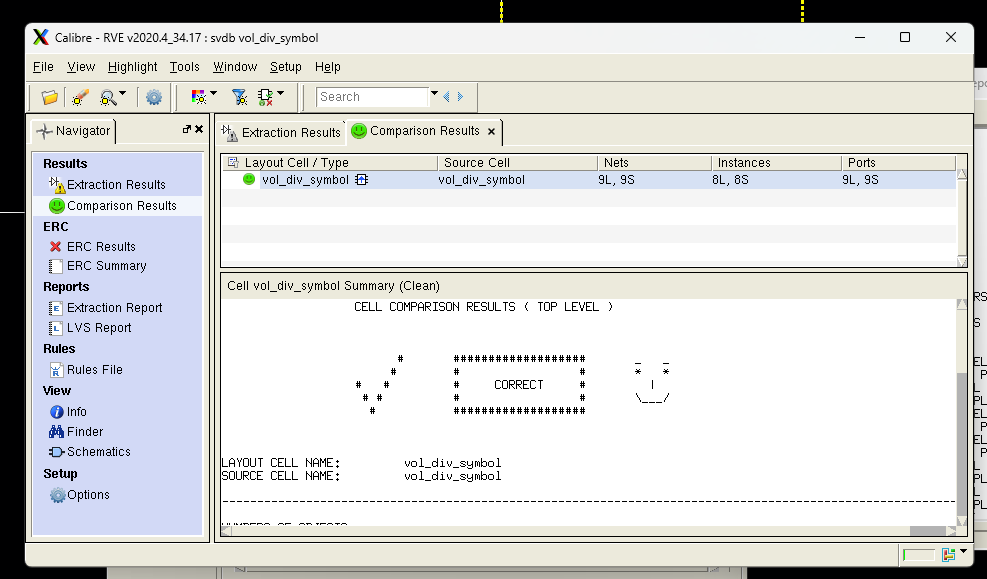 Calibre - RVE v2020.4_34.17 : svdb vol_div_symbol
File View Highlight Tools Window Setup Help
Search
Navigator
Results
Extraction Results
Comparison Results
ERC
ERC Results
ERC Summary
Reports
Extraction Report
LVS Report
Rules
Rules File
View
Info
Finder
Schematics
Setup
Options
Extraction Results Comparison Results
Layout Cell / Type Source Cell Nets Instances Ports
vol_div_symbol vol_div_symbol 9L, 9S 8L, 8S 9L, 9S
Cell vol_div_symbol Summary (Clean)
CELL COMPARISON RESULTS ( TOP LEVEL )
# ################### _ _
# # # * *
# # # CORRECT # |
# # # # \___/
# ###################
LAYOUT CELL NAME: vol_div_symbol
SOURCE CELL NAME: vol_div_symbol